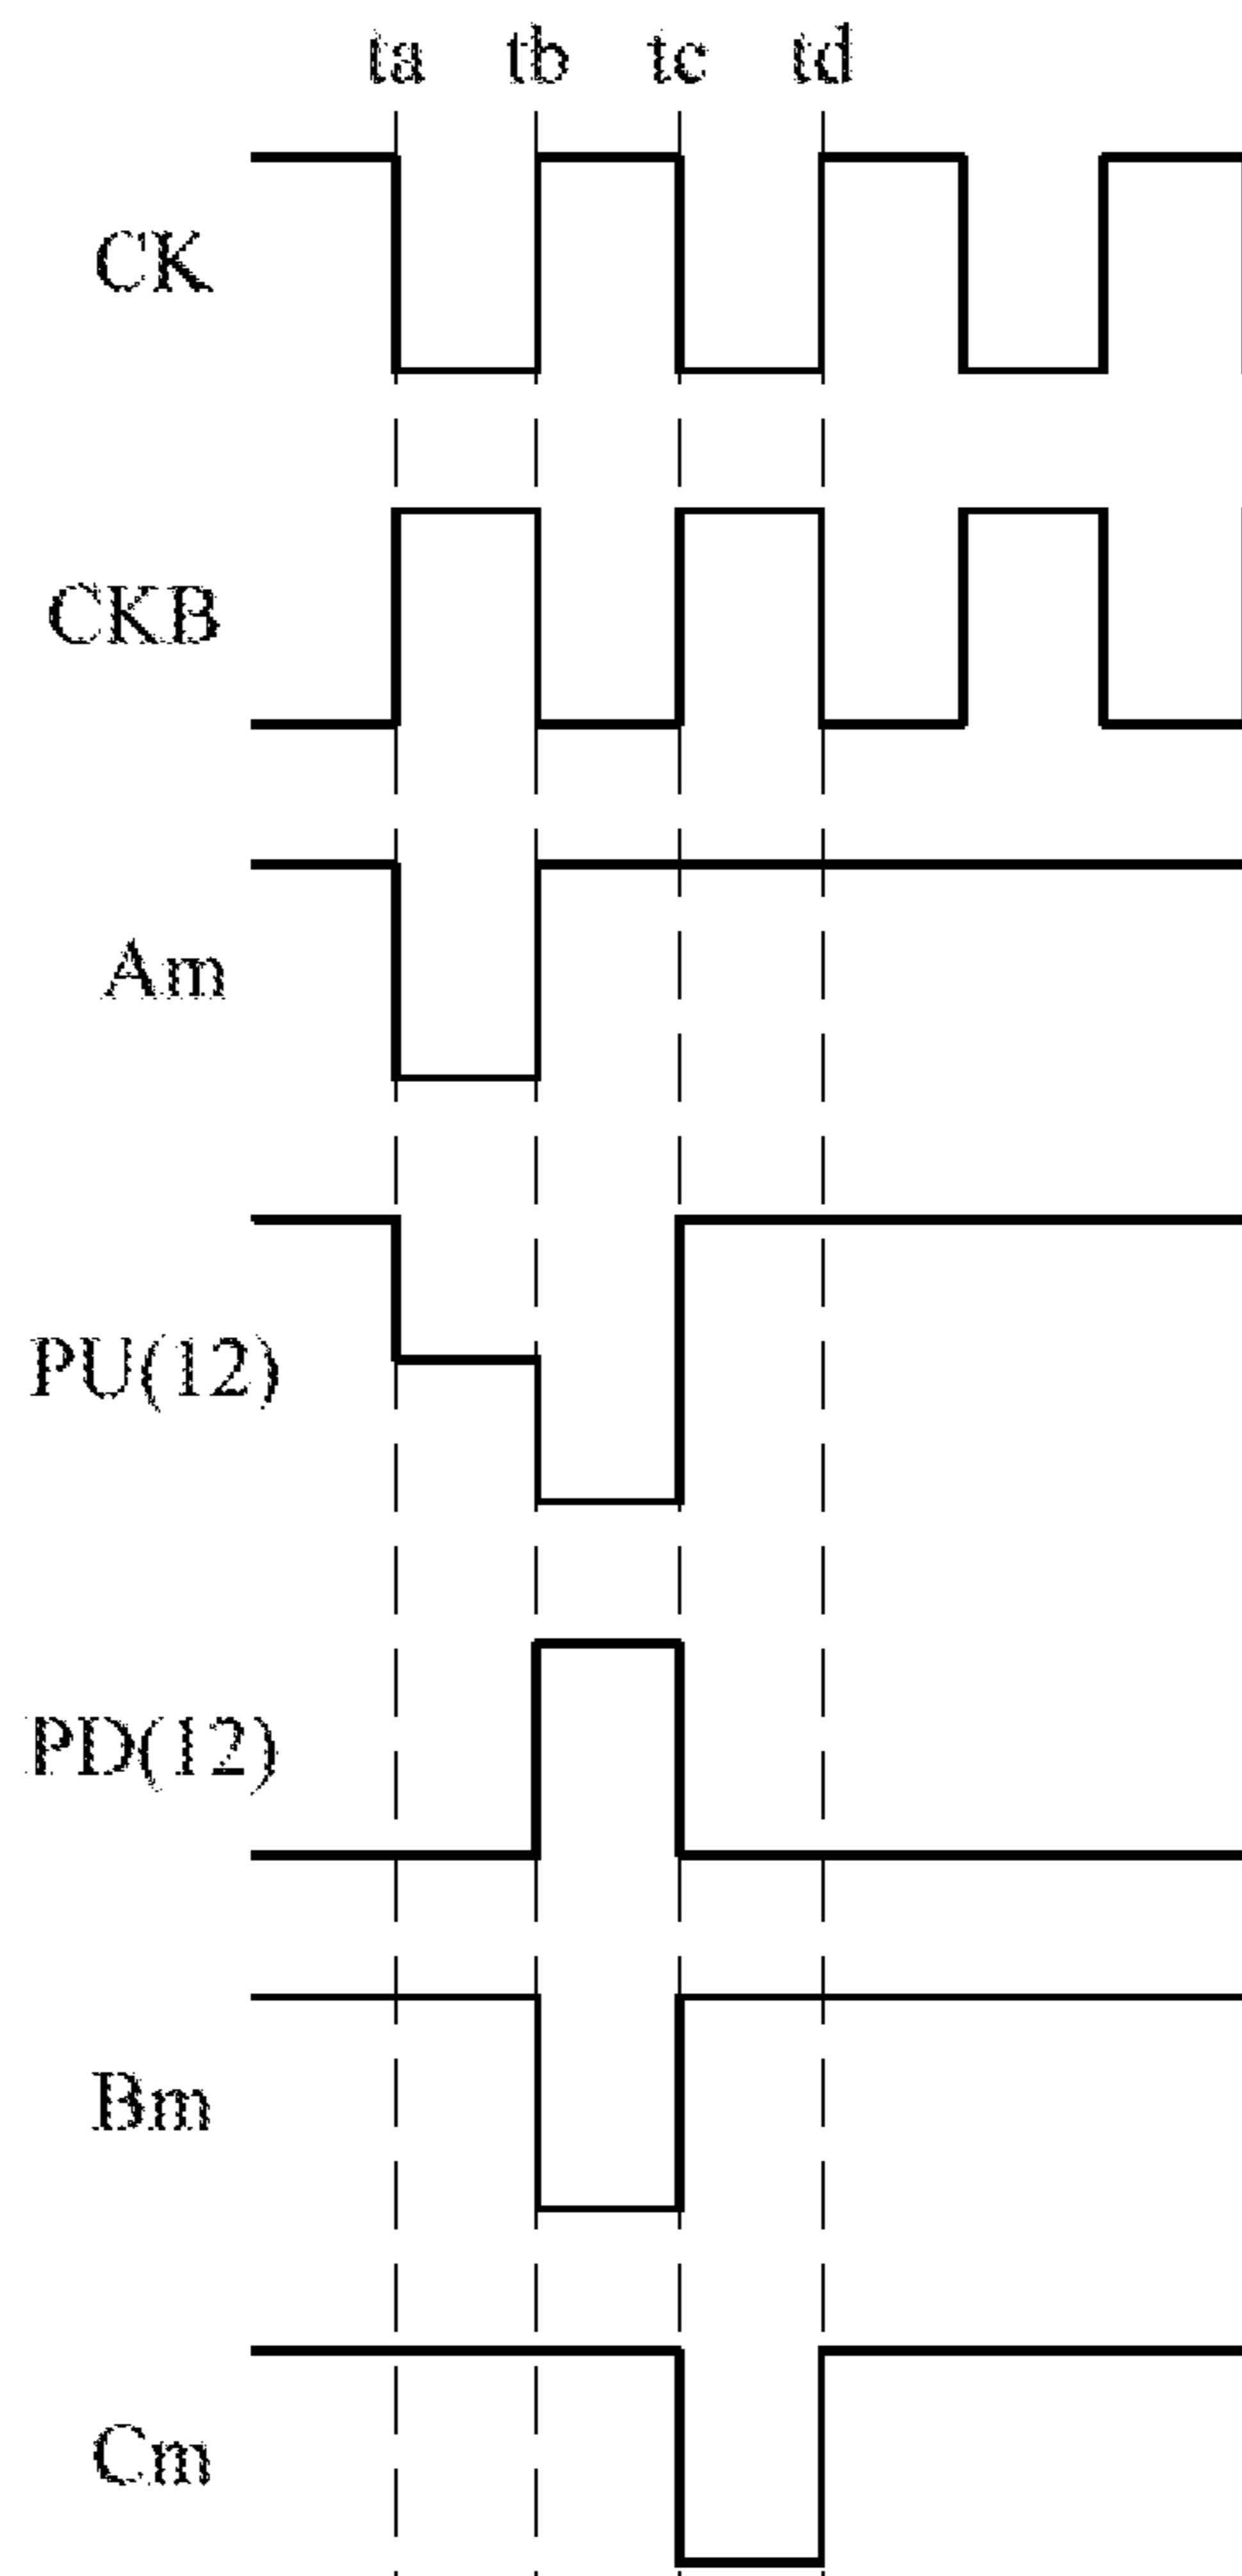 ta tb tc td
CK
CKB
Am
PU(12)
PD(12)
Bm
Cm